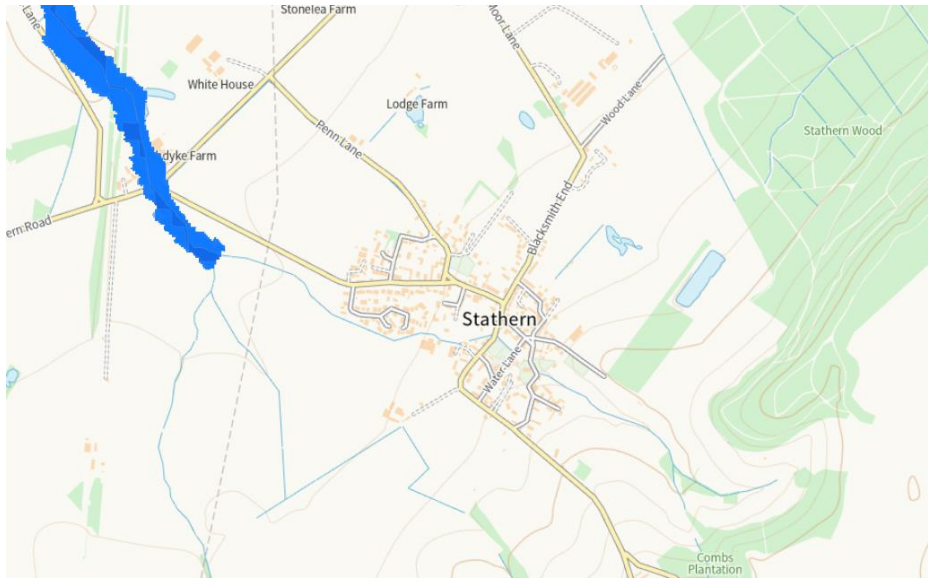 Stonelea Farm
Moor Lane
Lane
White House
Lodge Farm
Wood Lane
Stathern Wood
Penn Lane
dyke Farm
ern Road
Blacksmith End
Stathern
Water Lane
Combs
Plantation